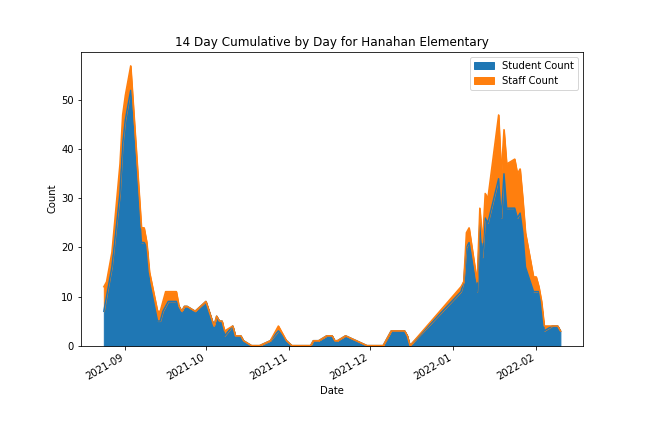 14 Day Cumulative by Day for Hanahan Elementary
Student Count
Staff Count
Count
50
40
30
20
10
0
2021-09
2021-10
2021-11
2021-12
2022-01
2022-02
Date